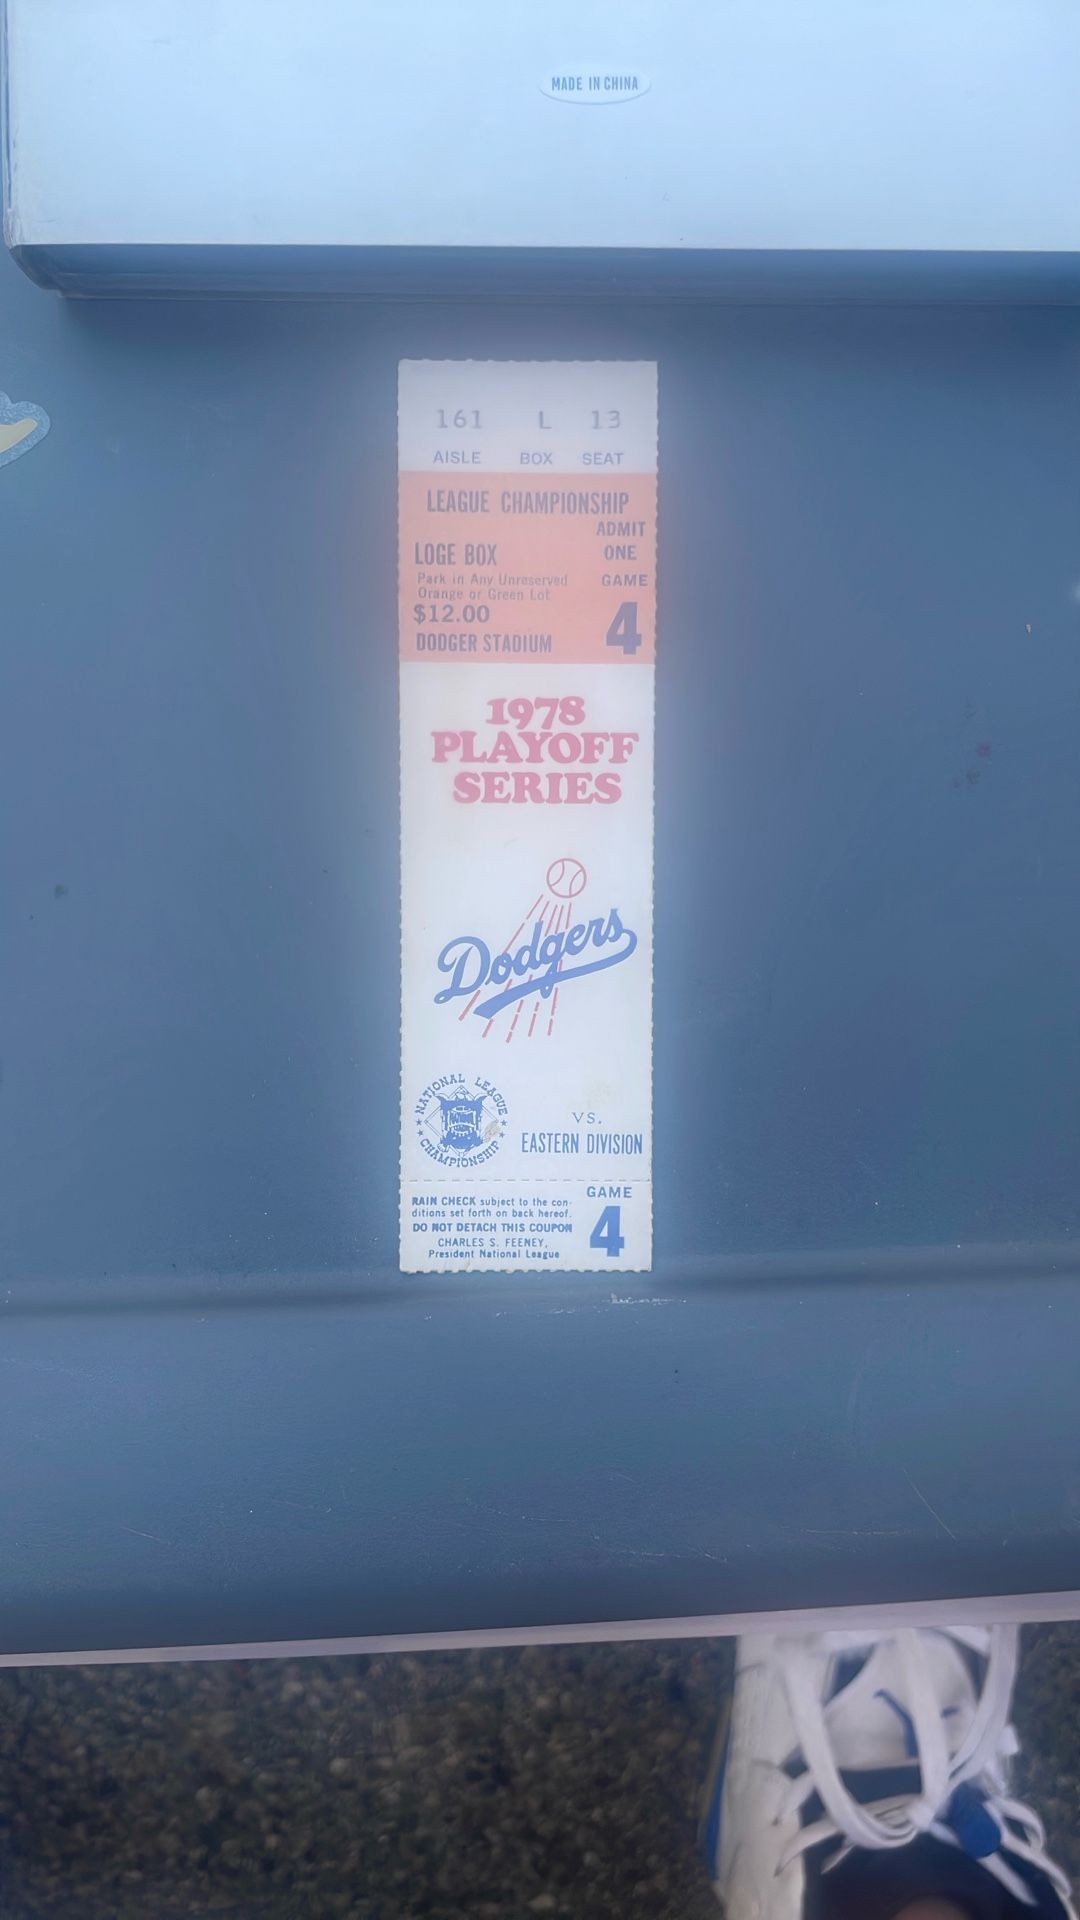 MADE IN CHINA
161 L 13
AISLE BOX SEAT
LEAGUE CHAMPIONSHIP
ADMIT
LOGE BOX ONE
Park in Any Unreserved GAME
Orange or Green Lot
$12.00 4
DODGER STADIUM
1978
PLAYOFF
SERIES
Dodgers
NATIONAL LEAGUE
CHAMPIONSHIP
VS.
EASTERN DIVISION
GAME
4
RAIN CHECK subject to the con-
ditions set forth on back hereof.
DO NOT DETACH THIS COUPON
CHARLES S. FEENEY,
President National League